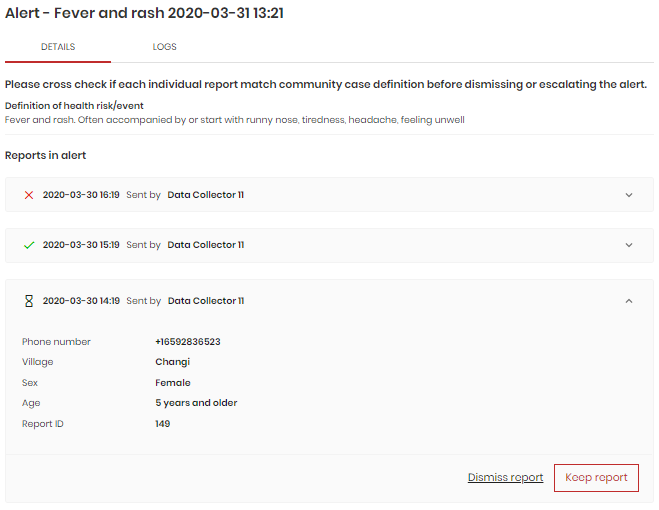 Alert - Fever and rash 2020-03-31 13:21
DETAILS LOGS
Please cross check if each individual report match community case definition before dismissing or escalating the alert.
Definition of health risk/event
Fever and rash. Often accompanied by or start with runny nose, tiredness, headache, feeling unwell
Reports in alert
2020-03-30 16:19 Sent by Data Collector 11
2020-03-30 15:19 Sent by Data Collector 11
2020-03-30 14:19 Sent by Data Collector 11
Phone number +16592836523
Village Changi
Sex Female
Age 5 years and older
Report ID 149
Dismiss report Keep report